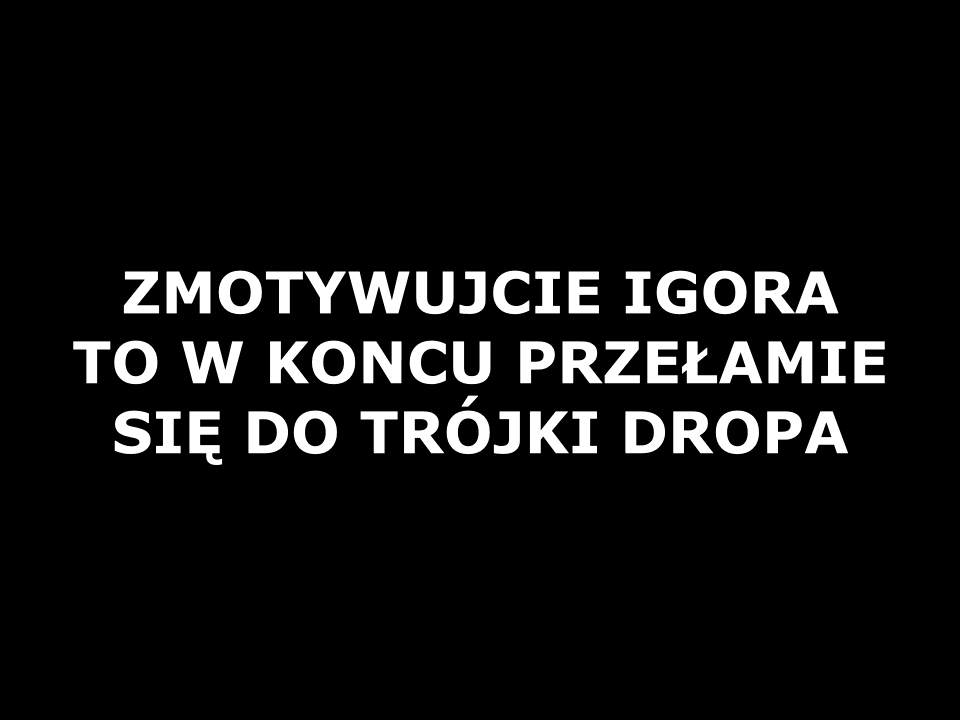 ZMOTYWUJCIE IGORA
TO W KONCU PRZEŁAMIE
SIĘ DO TRÓJKI DROPA